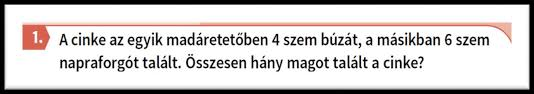 1. A cinke az egyik madáretetőben 4 szem búzát, a másikban 6 szem
napraforgót talált. Összesen hány magot talált a cinke?